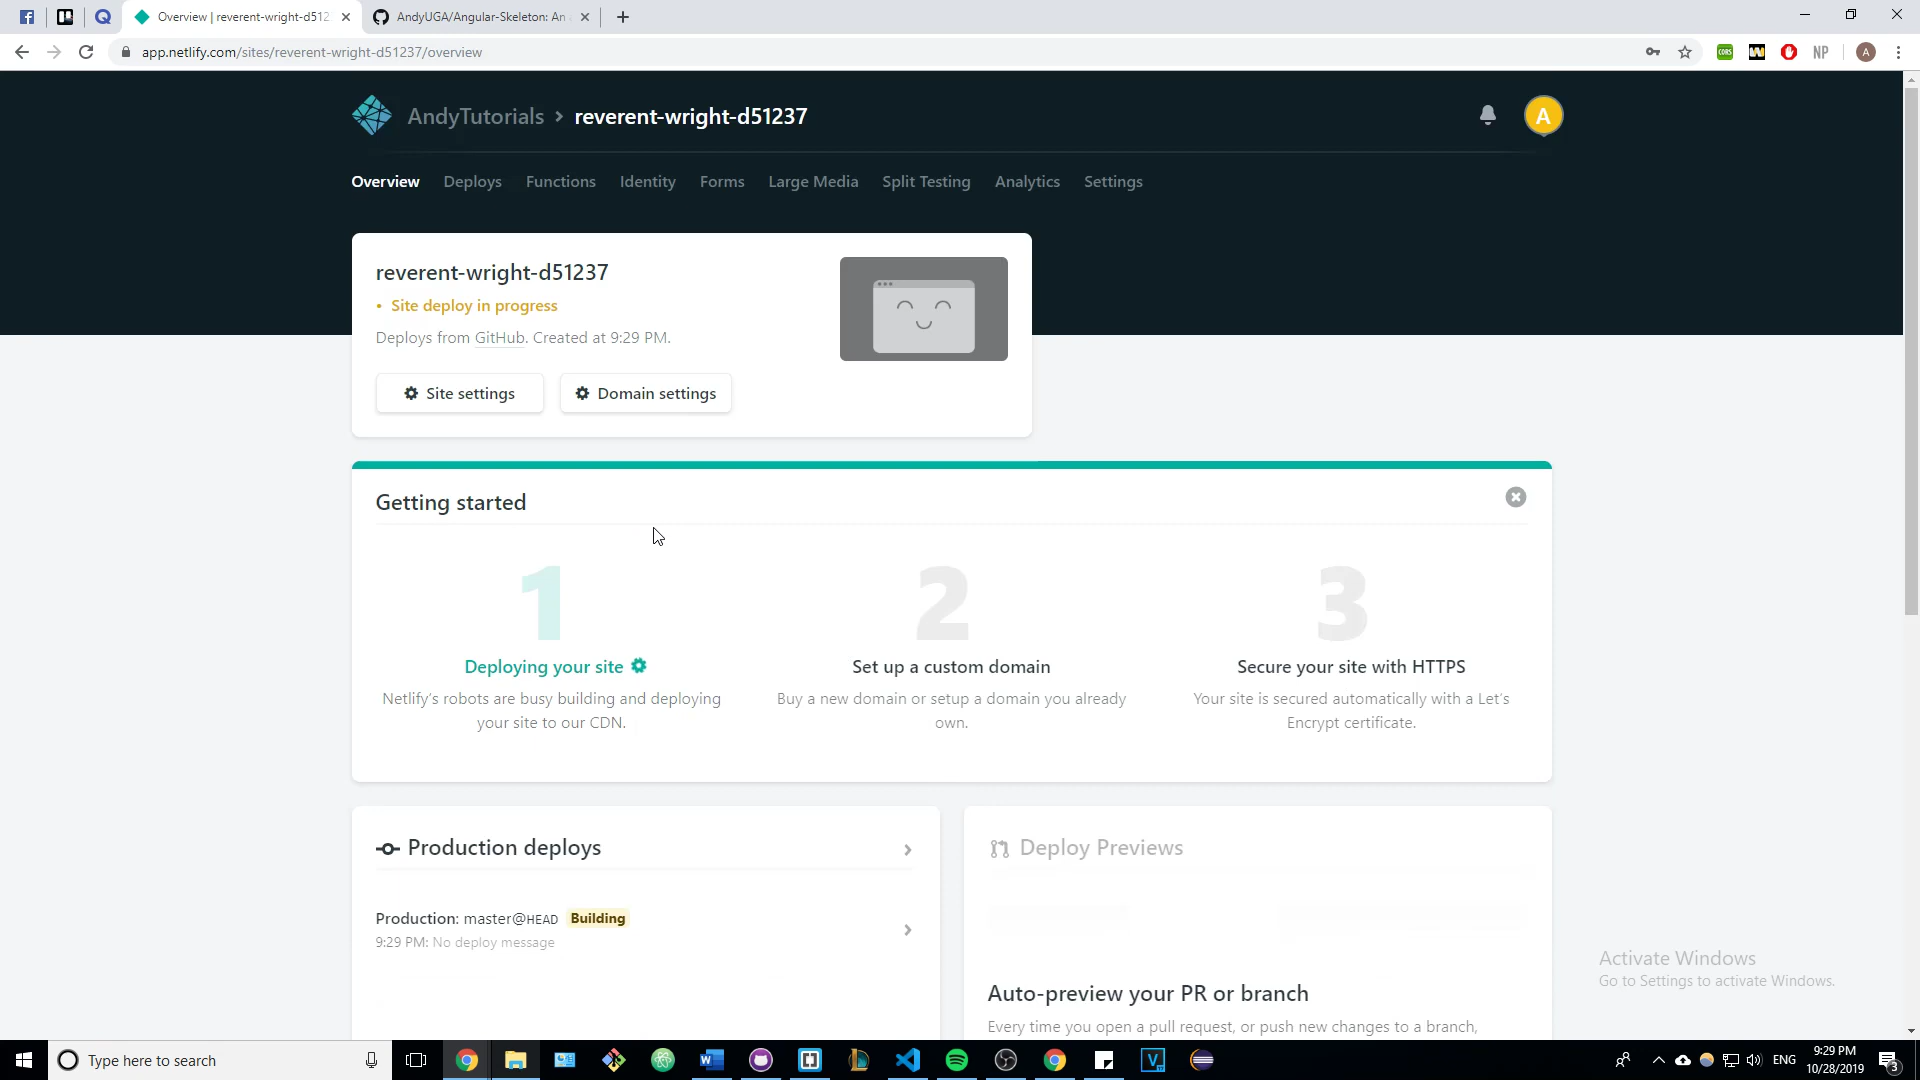 Overview | reverent-wright-d512
AndyUGA/Angular-Skeleton: An
app.netlify.com/sites/reverent-wright-d51237/overview
CORS
NP
A
AndyTutorials > reverent-wright-d51237
A
Overview Deploys Functions Identity Forms Large Media Split Testing Analytics Settings
reverent-wright-d51237
• Site deploy in progress
Deploys from GitHub. Created at 9:29 PM.
Site settings
Domain settings
Getting started
1
Deploying your site
Netlify's robots are busy building and deploying
your site to our CDN.
2
Set up a custom domain
Buy a new domain or setup a domain you already
own.
3
Secure your site with HTTPS
Your site is secured automatically with a Let's
Encrypt certificate.
Production deploys
Production: master@HEAD Building
9:29 PM: No deploy message
Deploy Previews
Auto-preview your PR or branch
Every time you open a pull request, or push new changes to a branch,
Activate Windows
Go to Settings to activate Windows.
Type here to search
ENG
9:29 PM
10/28/2019
3